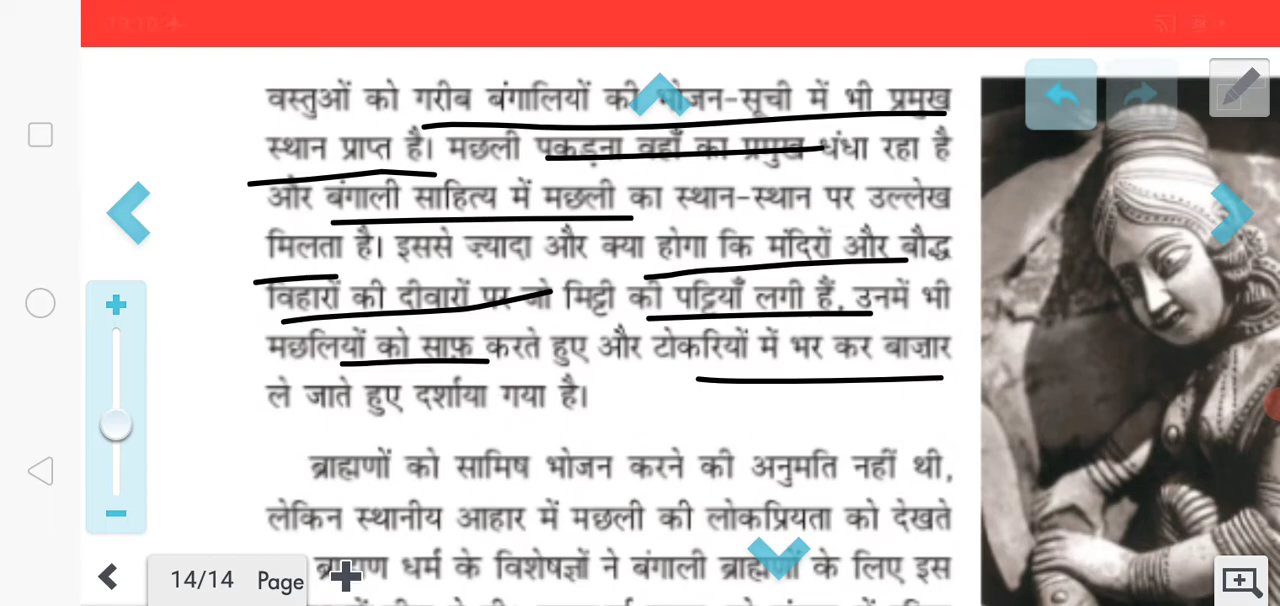 वस्तुओं को गरीब बंगालियों की भोजन-सूची में भी प्रमुख
स्थान प्राप्त है। मछली पकड़ना वहाँ का प्रमुख धंधा रहा है
और बंगाली साहित्य में मछली का स्थान-स्थान पर उल्लेख
मिलता है। इससे ज़्यादा और क्या होगा कि मंदिरों और बौद्ध
विहारों की दीवारों पर जो मिट्टी की पट्टियाँ लगी हैं, उनमें भी
मछलियों को साफ़ करते हुए और टोकरियों में भर कर बाज़ार
ले जाते हुए दर्शाया गया है।
ब्राह्मणों को सामिष भोजन करने की अनुमति नहीं थी,
लेकिन स्थानीय आहार में मछली की लोकप्रियता को देखते
ब्राह्मण धर्म के विशेषज्ञों ने बंगाली ब्राह्मणों के लिए इस
14/14 Page